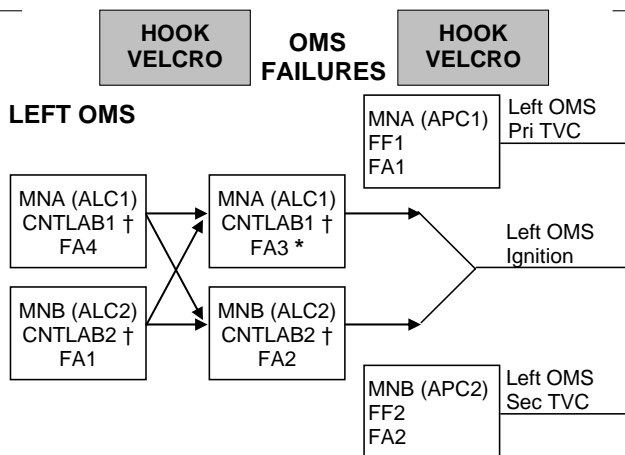 HOOK
VELCRO
OMS
FAILURES
HOOK
VELCRO
LEFT OMS
MNA (APC1)
FF1
FA1
Left OMS
Pri TVC
MNA (ALC1)
CNTLAB1 †
FA4
MNA (ALC1)
CNTLAB1 †
FA3 *
Left OMS
Ignition
MNB (ALC2)
CNTLAB2 †
FA1
MNB (ALC2)
CNTLAB2 †
FA2
MNB (APC2)
FF2
FA2
Left OMS
Sec TVC